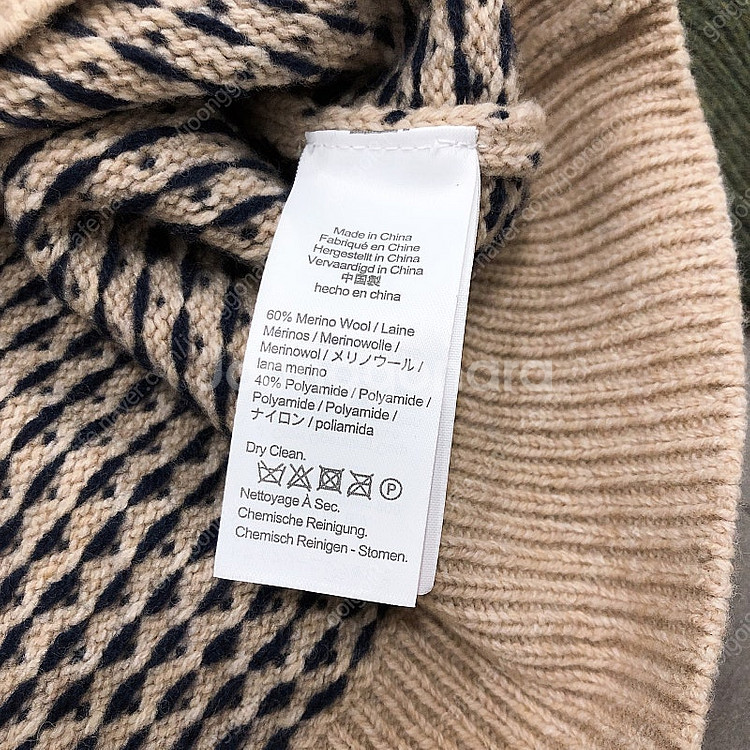 Made in China
Fabriqué en Chine
Hergestellt in China
Vervaardigd in China
中国製
hecho en china
60% Merino Wool / Laine
Mérinos / Merinowolle /
Merinowol / メリノウール /
lana merino
40% Polyamide / Polyamide /
Polyamide / Polyamide /
ナイロン / poliamida
Dry Clean.
P
Nettoyage À Sec.
Chemische Reinigung.
Chemisch Reinigen - Stomen.